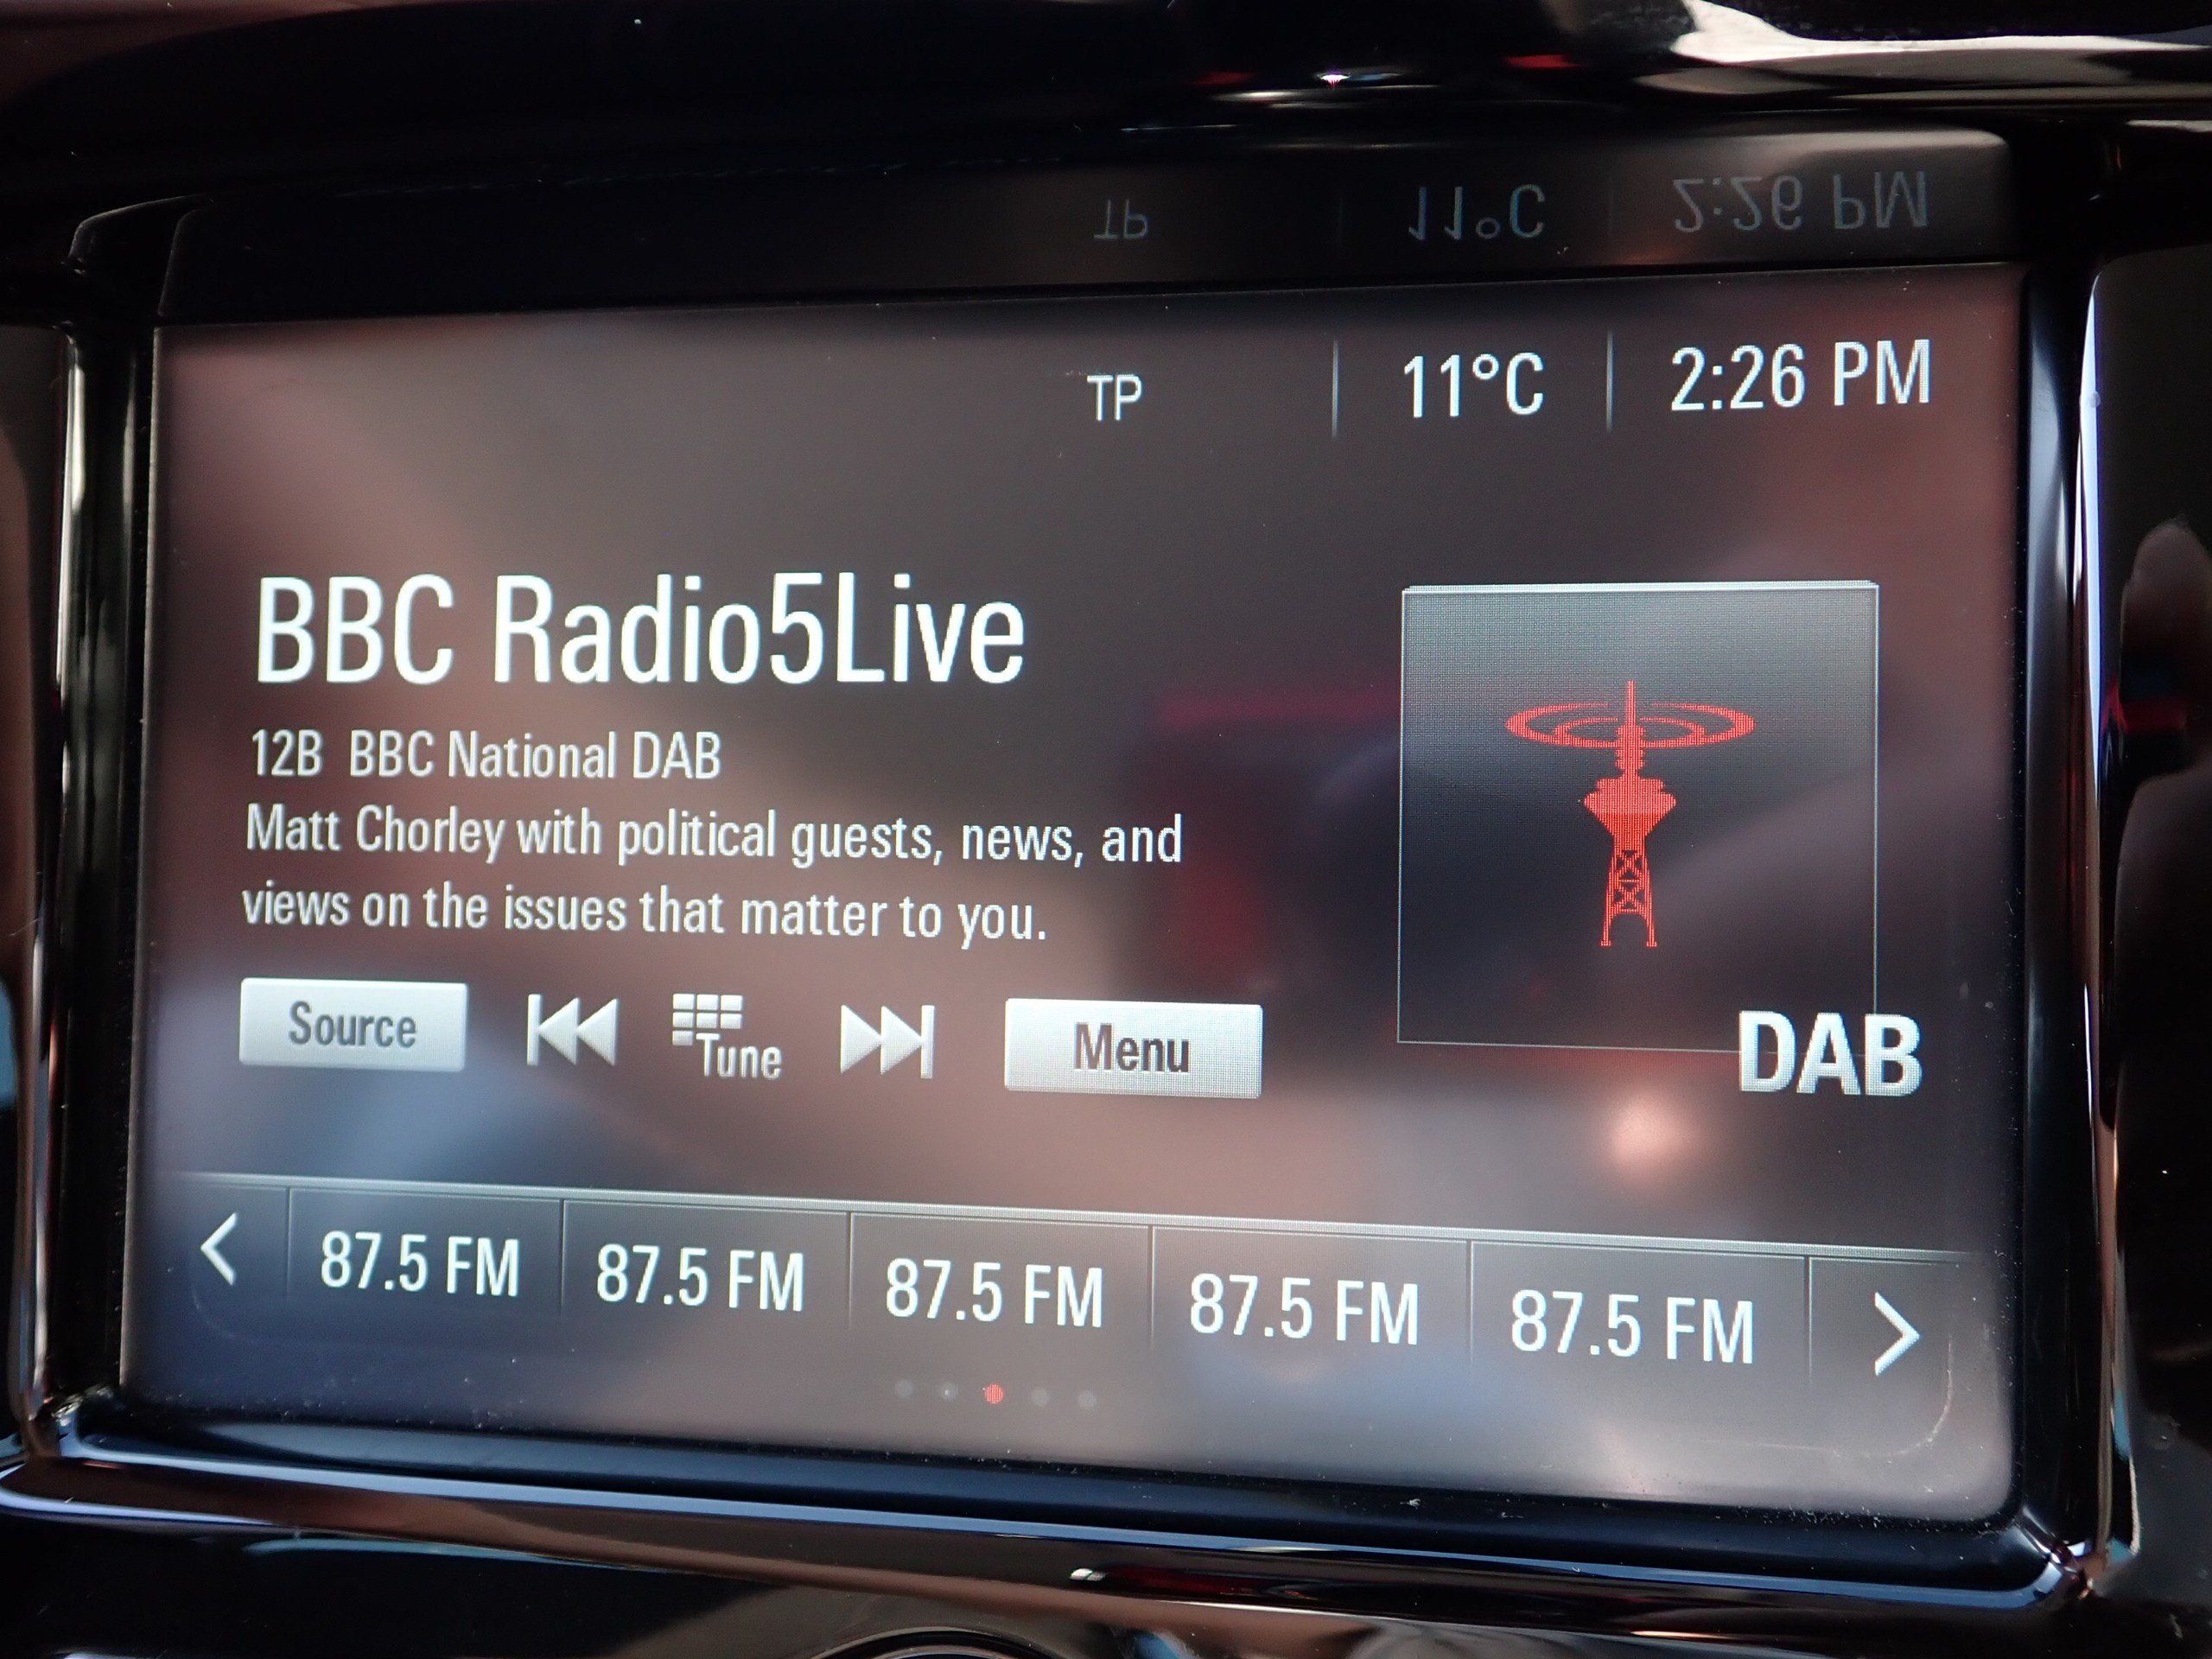 TP 11°C 2:26 PM
BBC Radio5Live
12B BBC National DAB
Matt Chorley with political guests, news, and
views on the issues that matter to you.
Source Tune Menu
DAB
87.5 FM 87.5 FM 87.5 FM 87.5 FM 87.5 FM